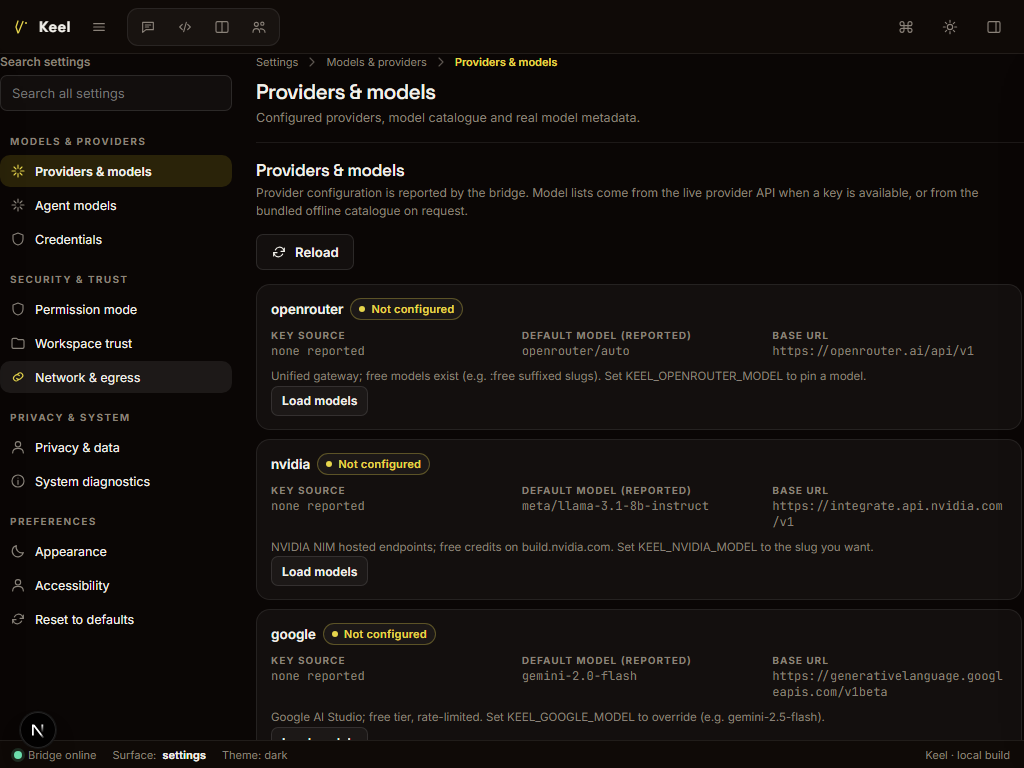 Keel
Search settings
Search all settings
MODELS & PROVIDERS
Providers & models
Agent models
Credentials
SECURITY & TRUST
Permission mode
Workspace trust
Network & egress
PRIVACY & SYSTEM
Privacy & data
System diagnostics
PREFERENCES
Appearance
Accessibility
Reset to defaults
Settings > Models & providers > Providers & models
Providers & models
Configured providers, model catalogue and real model metadata.
Providers & models
Provider configuration is reported by the bridge. Model lists come from the live provider API when a key is available, or from the
bundled offline catalogue on request.
Reload
openrouter Not configured
KEY SOURCE DEFAULT MODEL (REPORTED) BASE URL
none reported openrouter/auto https://openrouter.ai/api/v1
Unified gateway; free models exist (e.g. :free suffixed slugs). Set KEEL_OPENROUTER_MODEL to pin a model.
Load models
nvidia Not configured
KEY SOURCE DEFAULT MODEL (REPORTED) BASE URL
none reported meta/llama-3.1-8b-instruct https://integrate.api.nvidia.com
/v1
NVIDIA NIM hosted endpoints; free credits on build.nvidia.com. Set KEEL_NVIDIA_MODEL to the slug you want.
Load models
google Not configured
KEY SOURCE DEFAULT MODEL (REPORTED) BASE URL
none reported gemini-2.0-flash https://generativelanguage.googl
eapis.com/v1beta
Google AI Studio; free tier, rate-limited. Set KEEL_GOOGLE_MODEL to override (e.g. gemini-2.5-flash).
N
Bridge online Surface: settings Theme: dark Keel · local build